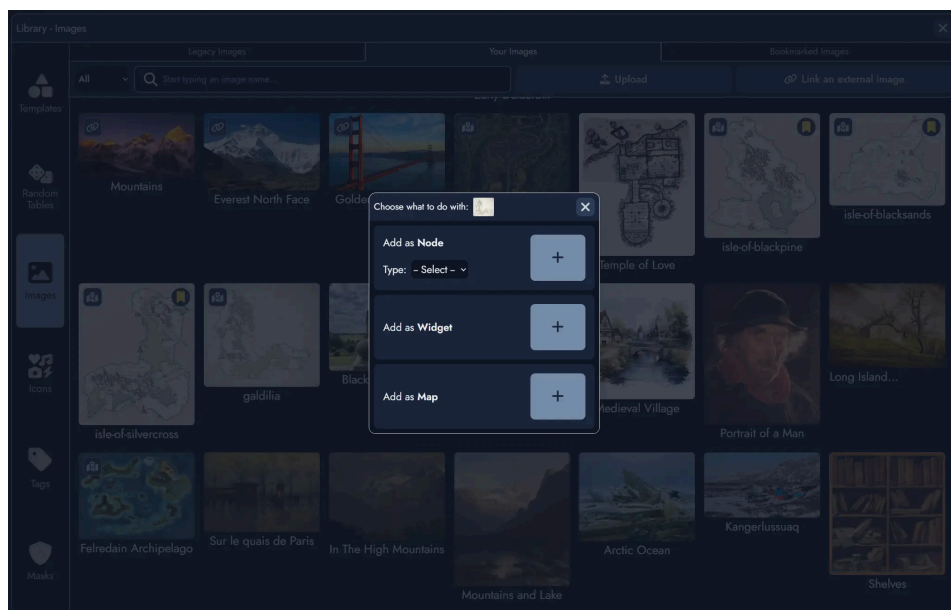 Library - Images
Legacy Images
Your Images
Bookmarked Images
All
Start typing an image name...
Upload
Link an external image
Templates
Random
Tables
Images
Icons
Tags
Masks
Mountains
Everest North Face
Golde
isle-of-blacksands
isle-of-blackpine
Temple of Love
Choose what to do with:
Add as Node
Type: – Select –
Add as Widget
Add as Map
isle-of-silvercross
galdilia
Black
Medieval Village
Portrait of a Man
Long Island...
Felredain Archipelago
Sur le quais de Paris
In The High Mountains
Mountains and Lake
Arctic Ocean
Kangerlussuaq
Shelves